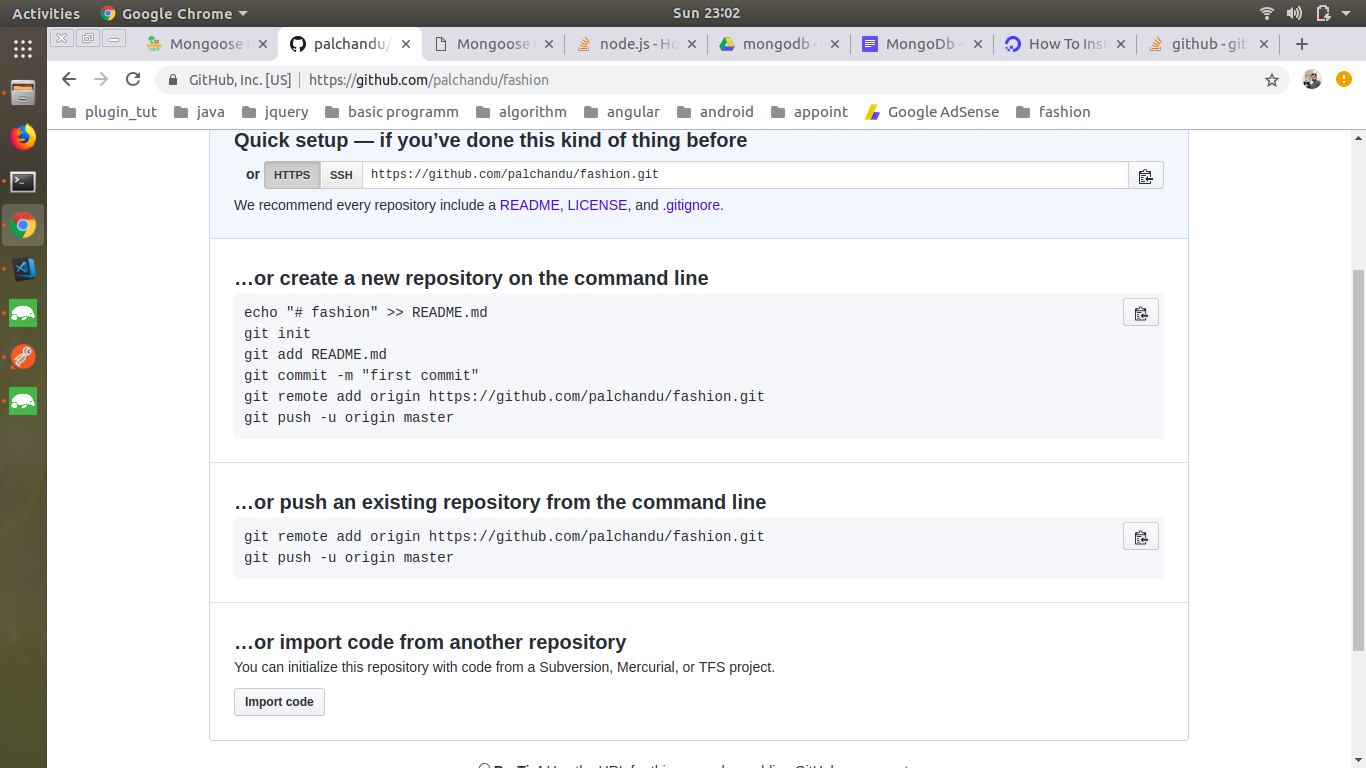 Activities Google Chrome Sun 23:02
Mongoose palchandu/ Mongoose node.js - Ho mongodb - MongoDb - How To Inst github - git
GitHub, Inc. [US] https://github.com/palchandu/fashion
plugin_tut java jquery basic programm algorithm angular android appoint Google AdSense fashion
Quick setup — if you’ve done this kind of thing before
or HTTPS SSH https://github.com/palchandu/fashion.git
We recommend every repository include a README, LICENSE, and .gitignore.
…or create a new repository on the command line
echo "# fashion" >> README.md
git init
git add README.md
git commit -m "first commit"
git remote add origin https://github.com/palchandu/fashion.git
git push -u origin master
…or push an existing repository from the command line
git remote add origin https://github.com/palchandu/fashion.git
git push -u origin master
…or import code from another repository
You can initialize this repository with code from a Subversion, Mercurial, or TFS project.
Import code